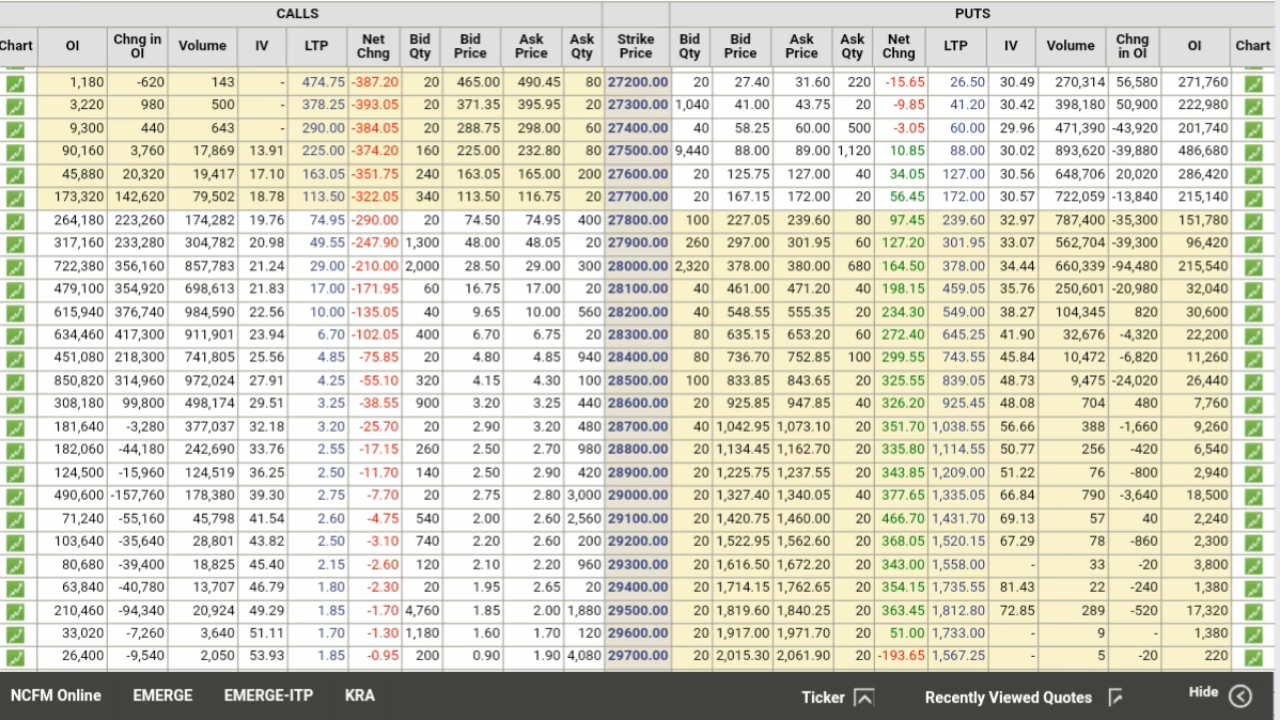 CALLS PUTS
Chart OI Chng in OI Volume IV LTP Net Chng Bid Qty Bid Price Ask Price Ask Qty Strike Price Bid Qty Bid Price Ask Price Ask Qty Net Chng LTP IV Volume Chng in OI OI Chart
1,180 -620 143 - 474.75 -387.20 20 465.00 490.45 80 27200.00 20 27.40 31.60 220 -15.65 26.50 30.49 270,314 56,580 271,760
3,220 980 500 - 378.25 -393.05 20 371.35 395.95 20 27300.00 1,040 41.00 43.75 20 -9.85 41.20 30.42 398,180 50,900 222,980
9,300 440 643 - 290.00 -384.05 20 288.75 298.00 60 27400.00 40 58.25 60.00 500 -3.05 60.00 29.96 471,390 -43,920 201,740
90,160 3,760 17,869 13.91 225.00 -374.20 160 225.00 232.80 80 27500.00 9,440 88.00 89.00 1,120 10.85 88.00 30.02 893,620 -39,880 486,680
45,880 20,320 19,417 17.10 163.05 -351.75 240 163.05 165.00 200 27600.00 20 125.75 127.00 40 34.05 127.00 30.56 648,706 20,020 286,420
173,320 142,620 79,502 18.78 113.50 -322.05 340 113.50 116.75 20 27700.00 20 167.15 172.00 20 56.45 172.00 30.57 722,059 -13,840 215,140
264,180 223,260 174,282 19.76 74.95 -290.00 20 74.50 74.95 400 27800.00 100 227.05 239.60 80 97.45 239.60 32.97 787,400 -35,300 151,780
317,160 233,280 304,782 20.98 49.55 -247.90 1,300 48.00 48.05 20 27900.00 260 297.00 301.95 60 127.20 301.95 33.07 562,704 -39,300 96,420
722,380 356,160 857,783 21.24 29.00 -210.00 2,000 28.50 29.00 300 28000.00 2,320 378.00 380.00 680 164.50 378.00 34.44 660,339 -94,480 215,540
479,100 354,920 698,613 21.83 17.00 -171.95 60 16.75 17.00 20 28100.00 40 461.00 471.20 40 198.15 459.05 35.76 250,601 -20,980 32,040
615,940 376,740 984,590 22.56 10.00 -135.05 40 9.65 10.00 560 28200.00 40 548.55 555.35 20 234.30 549.00 38.27 104,345 820 30,600
634,460 417,300 911,901 23.94 6.70 -102.05 400 6.70 6.75 20 28300.00 80 635.15 653.20 60 272.40 645.25 41.90 32,676 -4,320 22,200
451,080 218,300 741,805 25.56 4.85 -75.85 20 4.80 4.85 940 28400.00 80 736.70 752.85 100 299.55 743.55 45.84 10,472 -6,820 11,260
850,820 314,960 972,024 27.91 4.25 -55.10 320 4.15 4.30 100 28500.00 100 833.85 843.65 20 325.55 839.05 48.73 9,475 -24,020 26,440
308,180 99,800 498,174 29.51 3.25 -38.55 900 3.20 3.25 440 28600.00 20 925.85 947.85 40 326.20 925.45 48.08 704 480 7,760
181,640 -3,280 377,037 32.18 3.20 -25.70 20 2.90 3.20 480 28700.00 40 1,042.95 1,073.10 20 351.70 1,038.55 56.66 388 -1,660 9,260
182,060 -44,180 242,690 33.76 2.55 -17.15 260 2.50 2.70 980 28800.00 20 1,134.45 1,162.70 20 335.80 1,114.55 50.77 256 -420 6,540
124,500 -15,960 124,519 36.25 2.50 -11.70 140 2.50 2.90 420 28900.00 20 1,225.75 1,237.55 20 343.85 1,209.00 51.22 76 -800 2,940
490,600 -157,760 178,380 39.30 2.75 -7.70 20 2.75 2.80 3,000 29000.00 20 1,327.40 1,340.05 40 377.65 1,335.05 66.84 790 -3,640 18,500
71,240 -55,160 45,798 41.54 2.60 -4.75 540 2.00 2.60 2,560 29100.00 20 1,420.75 1,460.00 20 466.70 1,431.70 69.13 57 40 2,240
103,640 -35,640 28,801 43.82 2.50 -3.10 740 2.20 2.60 200 29200.00 20 1,522.95 1,562.60 20 368.05 1,520.15 67.29 78 -860 2,300
80,680 -39,400 18,825 45.40 2.15 -2.60 120 2.10 2.20 960 29300.00 20 1,616.50 1,672.20 20 343.00 1,558.00 - 33 -20 3,800
63,840 -40,780 13,707 46.79 1.80 -2.30 20 1.95 2.65 20 29400.00 20 1,714.15 1,762.65 20 354.15 1,735.55 81.43 22 -240 1,380
210,460 -94,340 20,924 49.29 1.85 -1.70 4,760 1.85 2.00 1,880 29500.00 20 1,819.60 1,840.25 20 363.45 1,812.80 72.85 289 -520 17,320
33,020 -7,260 3,640 51.11 1.70 -1.30 1,180 1.60 1.70 120 29600.00 20 1,917.00 1,971.70 20 51.00 1,733.00 - 9 - 1,380
26,400 -9,540 2,050 53.93 1.85 -0.95 200 0.90 1.90 4,080 29700.00 20 2,015.30 2,061.90 20 -193.65 1,567.25 - 5 -20 220
NCFM Online EMERGE EMERGE-ITP KRA Ticker Recently Viewed Quotes Hide